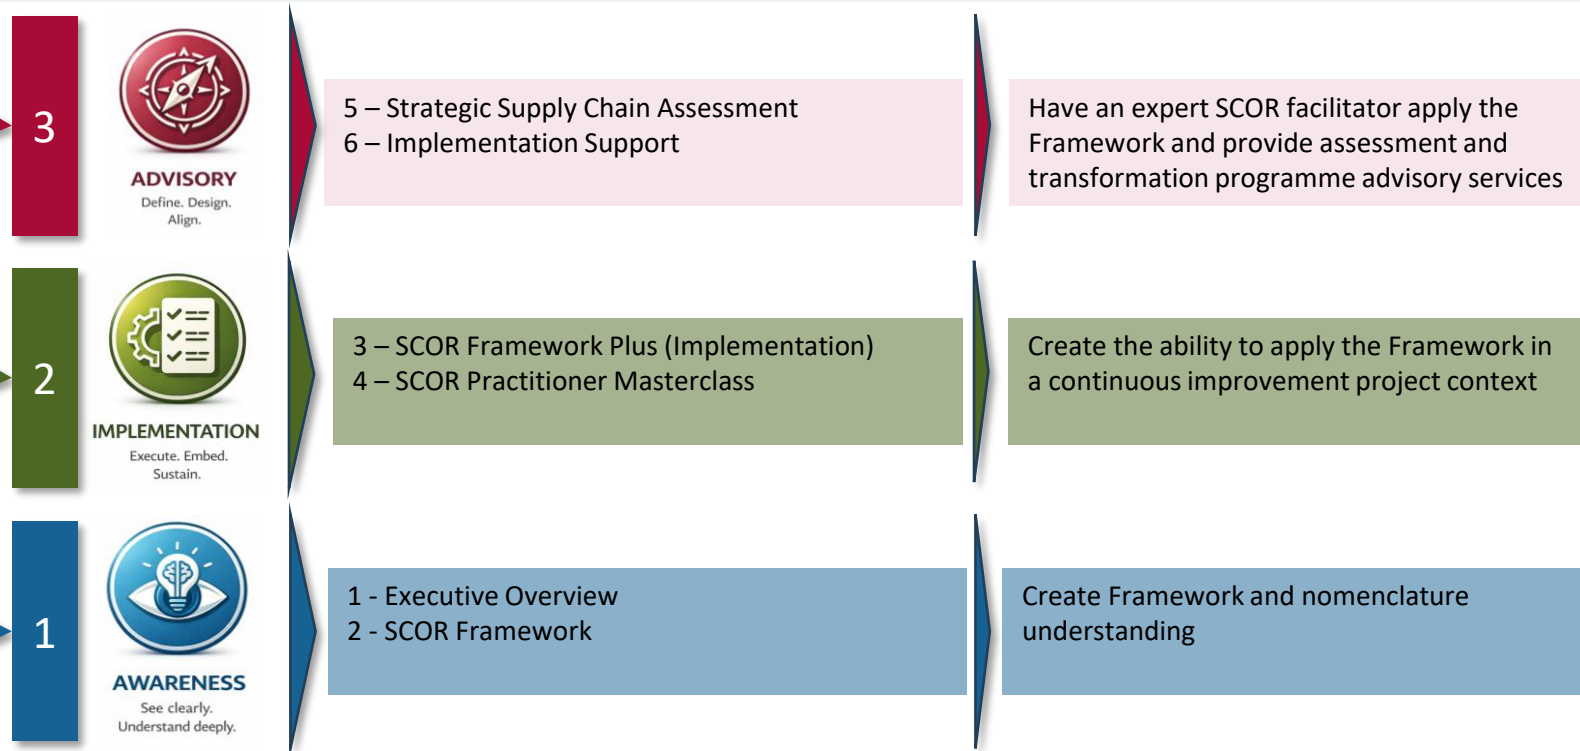 3
ADVISORY
Define. Design.
Align.
5 – Strategic Supply Chain Assessment
6 – Implementation Support
Have an expert SCOR facilitator apply the
Framework and provide assessment and
transformation programme advisory services
2
IMPLEMENTATION
Execute. Embed.
Sustain.
3 – SCOR Framework Plus (Implementation)
4 – SCOR Practitioner Masterclass
Create the ability to apply the Framework in
a continuous improvement project context
1
AWARENESS
See clearly.
Understand deeply.
1 - Executive Overview
2 - SCOR Framework
Create Framework and nomenclature
understanding